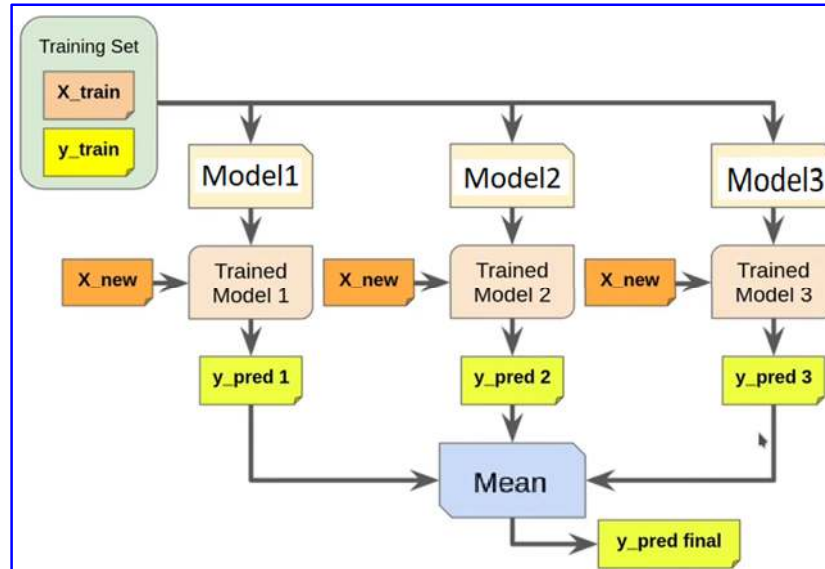 Training Set
X_train
y_train
Model1
Model2
Model3
X_new
Trained
Model 1
X_new
Trained
Model 2
X_new
Trained
Model 3
y_pred 1
y_pred 2
y_pred 3
Mean
y_pred final